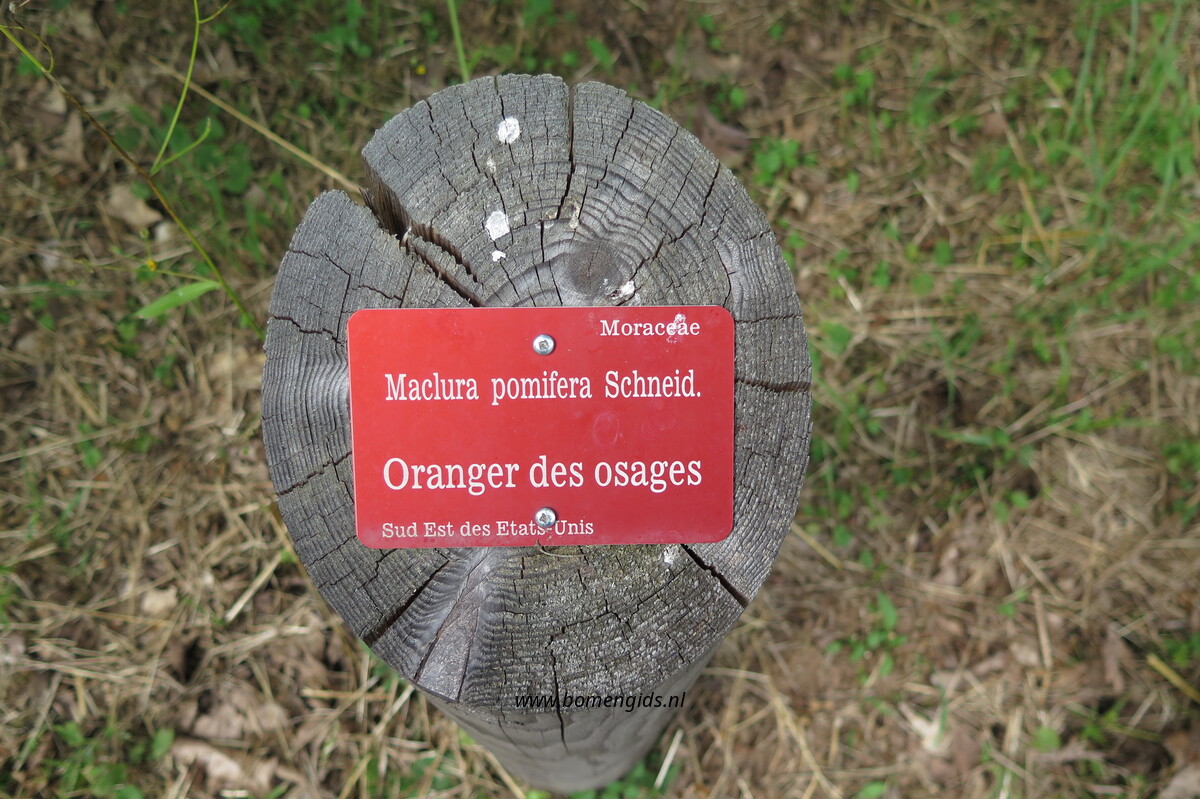 Moraceae
Maclura pomifera Schneid.
Oranger des osages
Sud Est des Etats-Unis
www.bomengids.nl